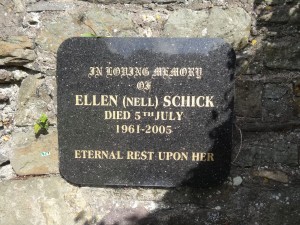 IN LOVING MEMORY
OF
ELLEN (NELL) SCHICK
DIED 5TH JULY
1961-2005
ETERNAL REST UPON HER